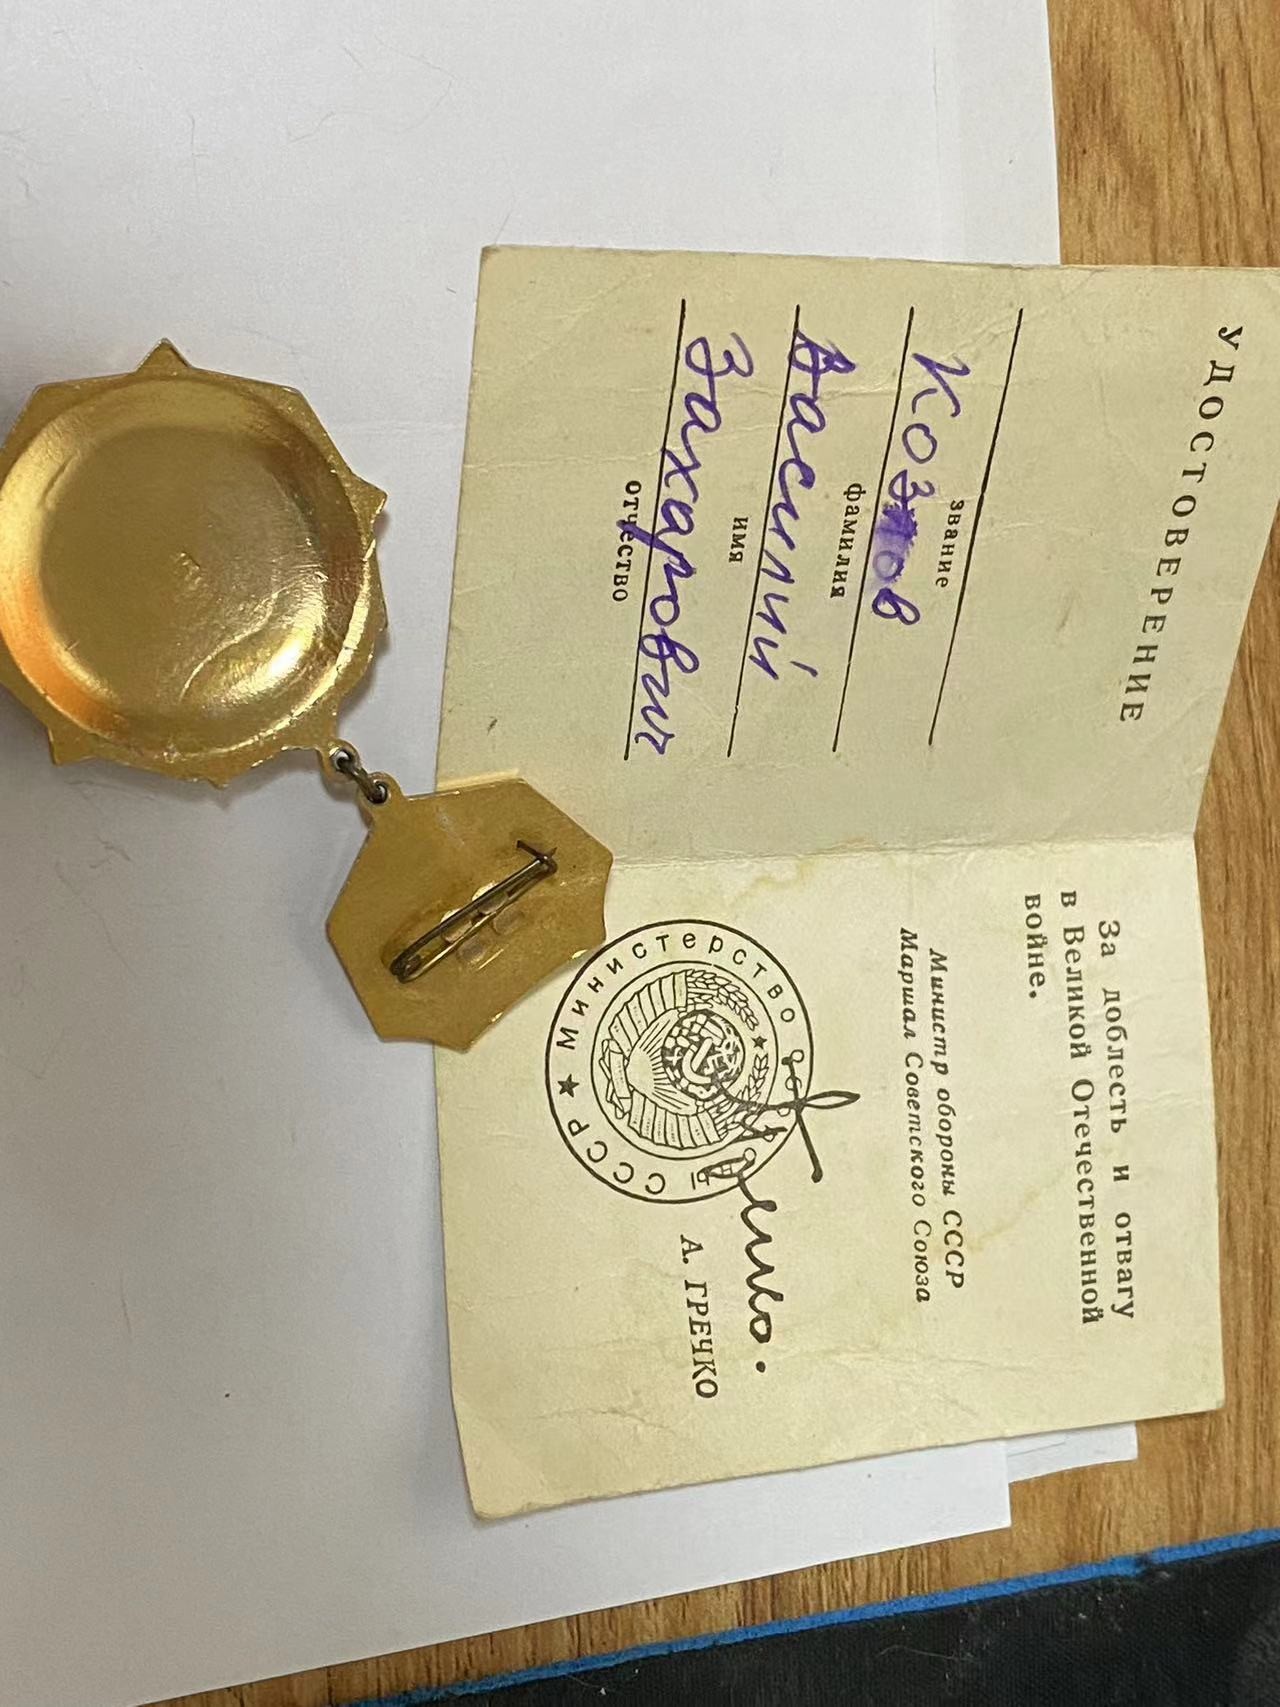 УДОСТОВЕРЕНИЕ
звание
Козлов
фамилия
Василий
имя
Захарович
отчество
За доблесть и отвагу
в Великой Отечественной
войне.
Министр обороны СССР
Маршал Советского Союза
А. ГРЕЧКО
Министерство обороны СССР